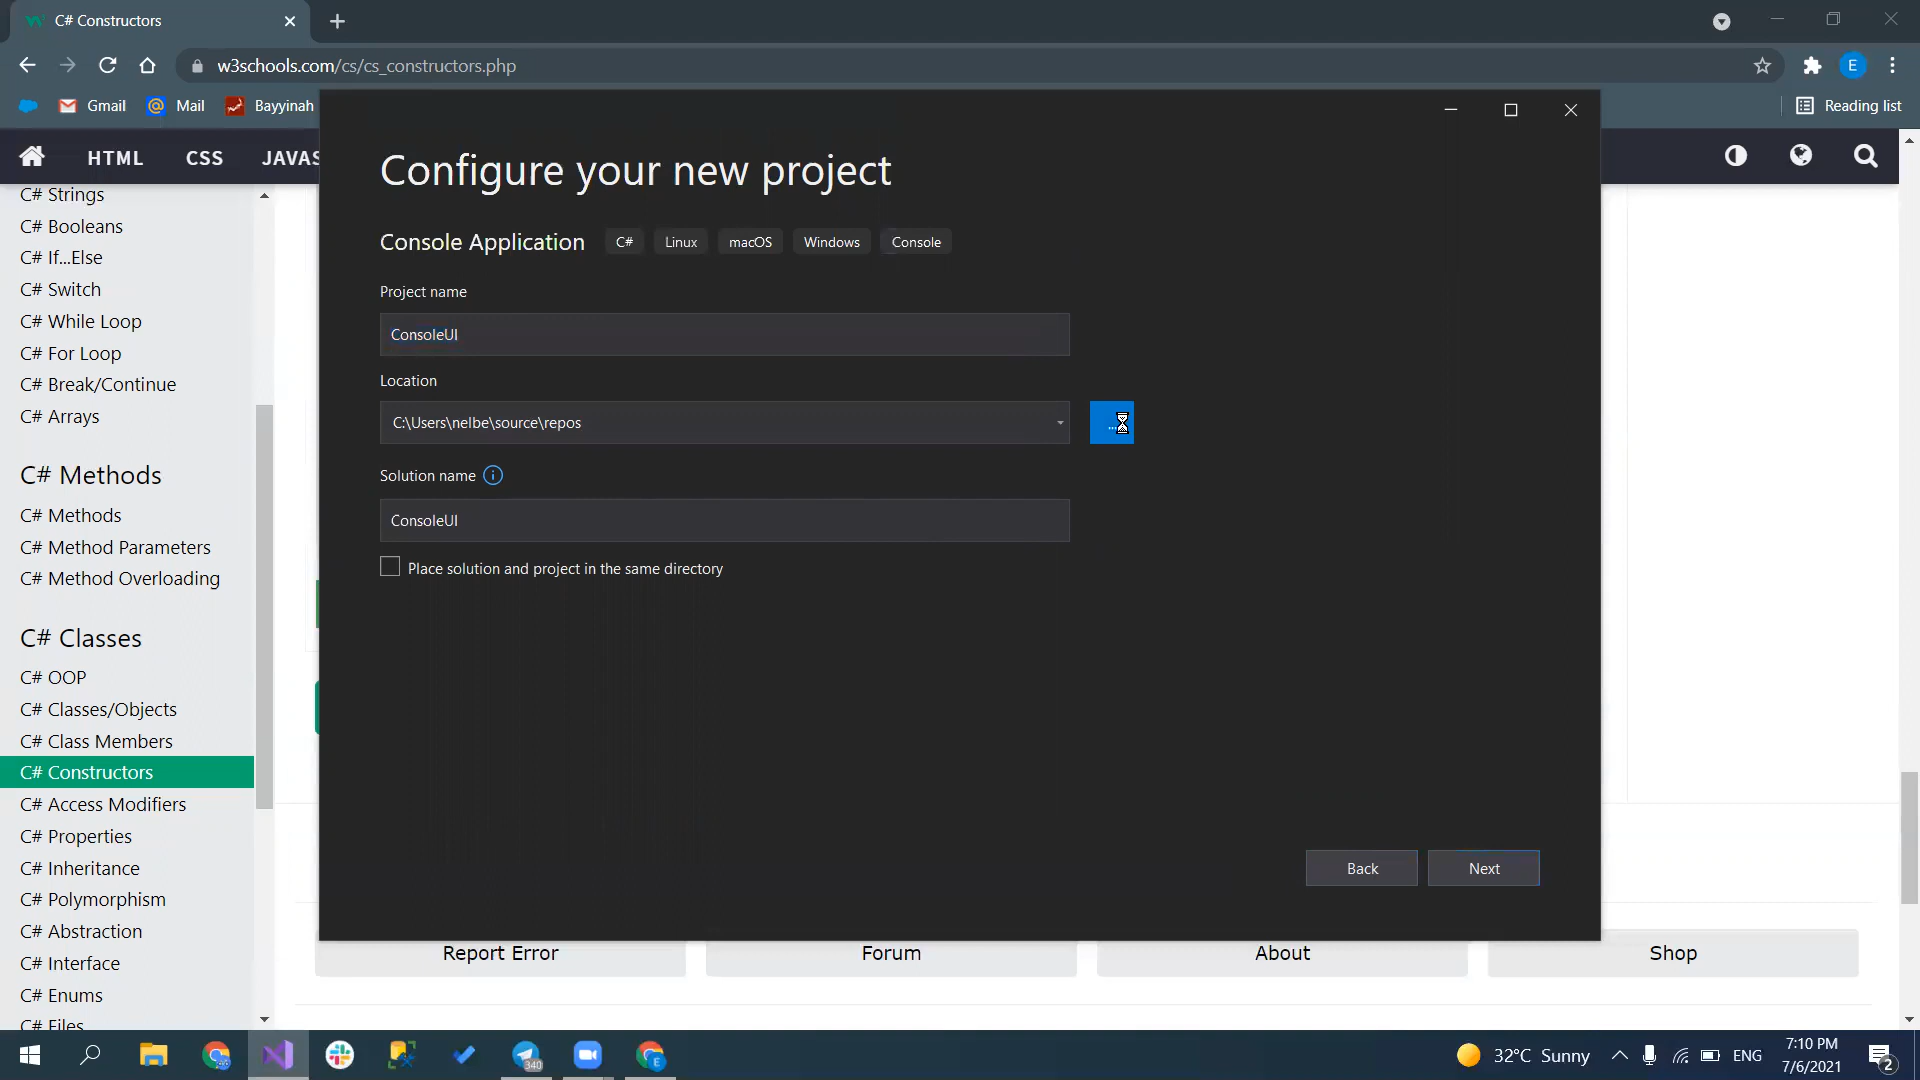 C# Constructors
w3schools.com/cs/cs_constructors.php
E
Gmail
Mail
Bayyinah
Reading list
HTML
CSS
JAVAS
C# Strings
C# Booleans
C# If...Else
C# Switch
C# While Loop
C# For Loop
C# Break/Continue
C# Arrays
C# Methods
C# Methods
C# Method Parameters
C# Method Overloading
C# Classes
C# OOP
C# Classes/Objects
C# Class Members
C# Constructors
C# Access Modifiers
C# Properties
C# Inheritance
C# Polymorphism
C# Abstraction
C# Interface
C# Enums
C# Files
Configure your new project
Console Application
C#
Linux
macOS
Windows
Console
Project name
ConsoleUI
Location
C:\Users\nelbe\source\repos
...
Solution name
ConsoleUI
Place solution and project in the same directory
Back
Next
Report Error
Forum
About
Shop
340
E
32°C Sunny
ENG
7:10 PM
7/6/2021
2